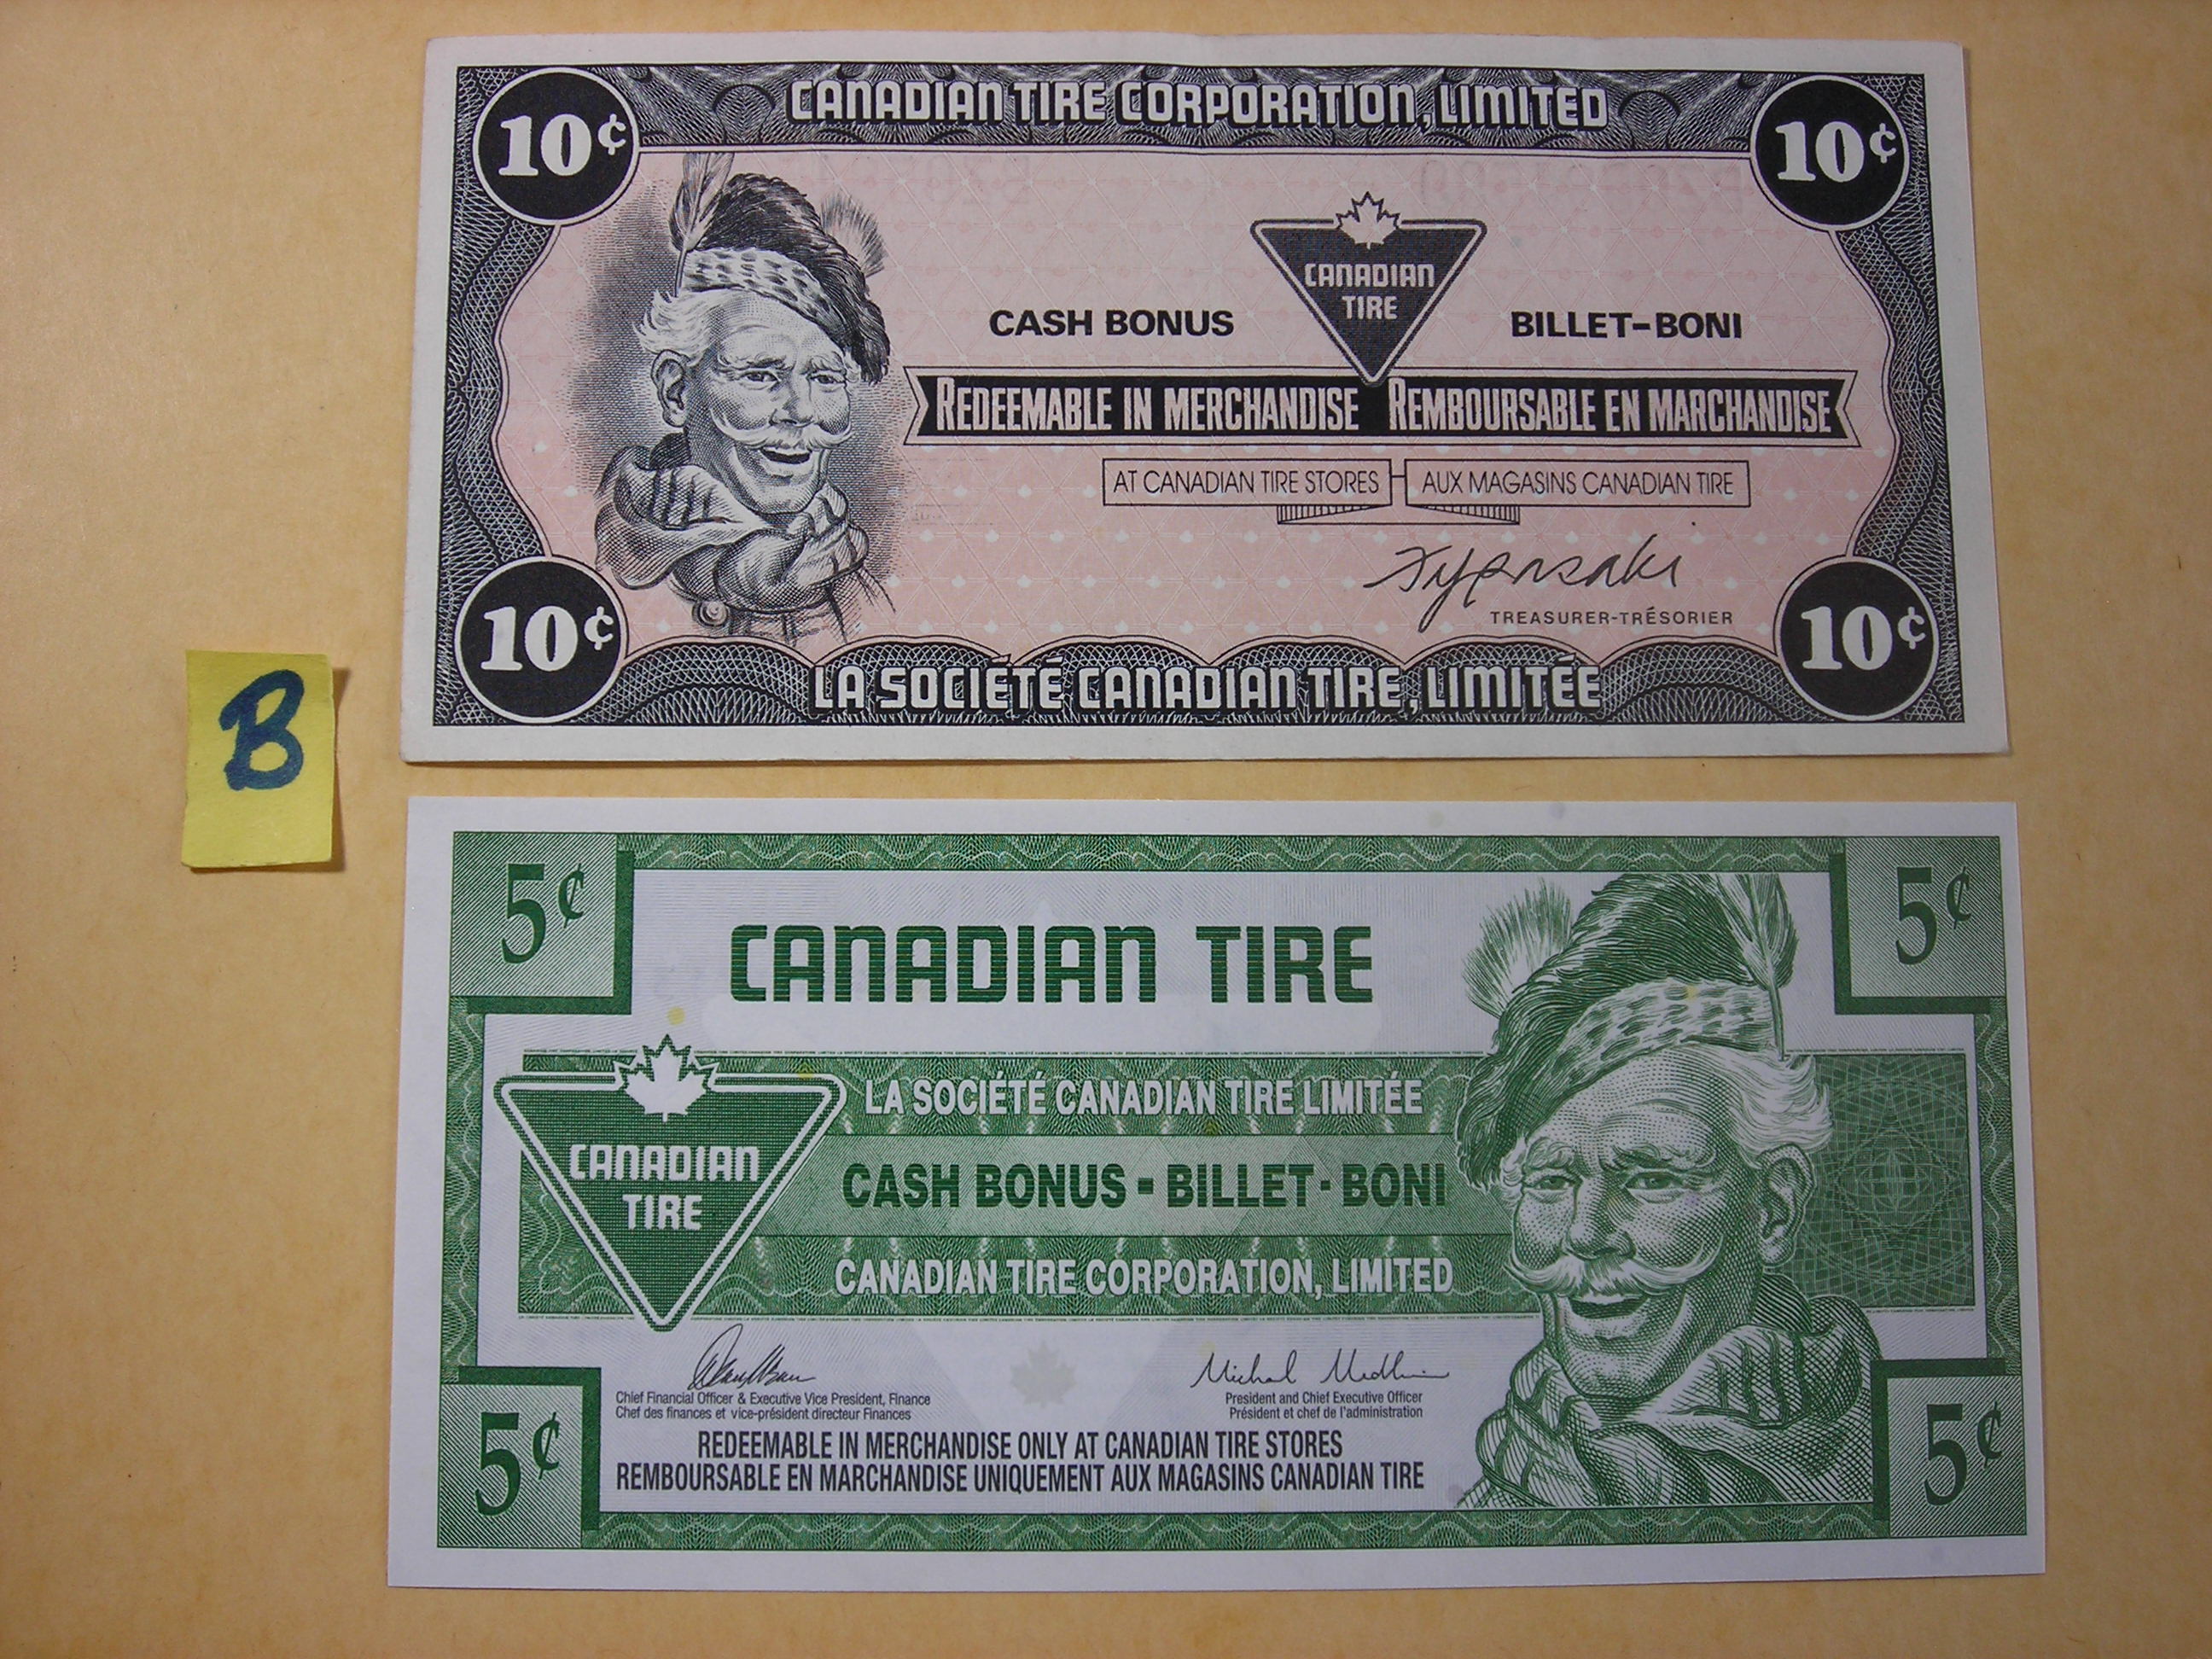 CANADIAN TIRE CORPORATION, LIMITED
10¢
10¢
CANADIAN
TIRE
CASH BONUS
BILLET-BONI
REDEEMABLE IN MERCHANDISE REMBOURSABLE EN MARCHANDISE
AT CANADIAN TIRE STORES
AUX MAGASINS CANADIAN TIRE
TREASURER-TRÉSORIER
10¢
10¢
LA SOCIÉTÉ CANADIAN TIRE, LIMITÉE
B
5¢
5¢
CANADIAN TIRE
LA SOCIÉTÉ CANADIAN TIRE LIMITÉE
CANADIAN
TIRE
CASH BONUS - BILLET-BONI
CANADIAN TIRE CORPORATION, LIMITED
Chief Financial Officer & Executive Vice President, Finance
Chef des finances et vice-président directeur Finances
President and Chief Executive Officer
Président et chef de l'administration
5¢
5¢
REDEEMABLE IN MERCHANDISE ONLY AT CANADIAN TIRE STORES
REMBOURSABLE EN MARCHANDISE UNIQUEMENT AUX MAGASINS CANADIAN TIRE